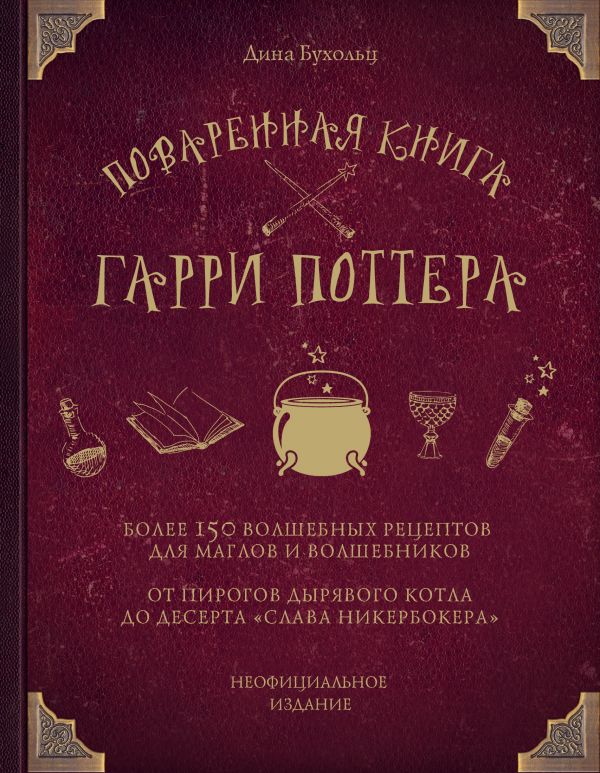 Дина Бухольц
ПОВАРЕННАЯ КНИГА
ГАРРИ ПОТТЕРА
БОЛЕЕ 150 ВОЛШЕБНЫХ РЕЦЕПТОВ
ДЛЯ МАГЛОВ И ВОЛШЕБНИКОВ
ОТ ПИРОГОВ ДЫРЯВОГО КОТЛА
ДО ДЕСЕРТА «СЛАВА НИКЕРБОКЕРА»
НЕОФИЦИАЛЬНОЕ
ИЗДАНИЕ